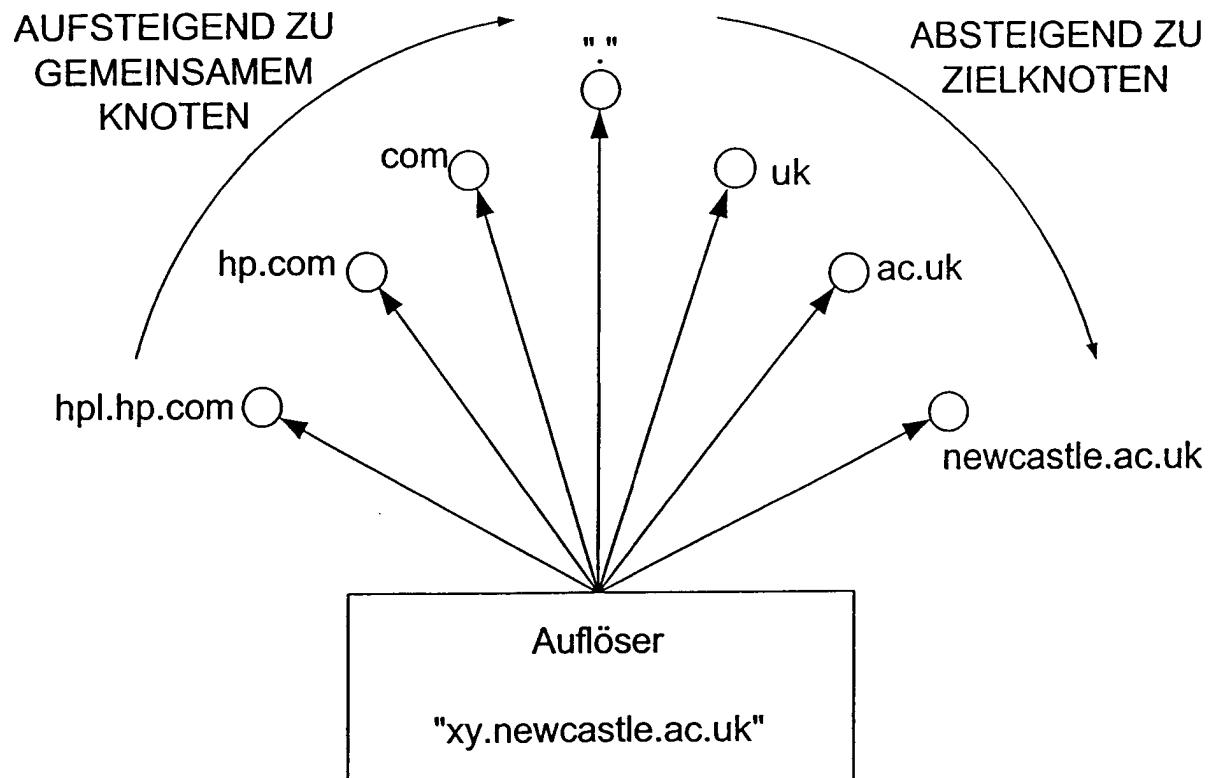 AUFSTEIGEND ZU
GEMEINSAMEM
KNOTEN
"."
ABSTEIGEND ZU
ZIELKNOTEN
com
uk
hp.com
ac.uk
hpl.hp.com
newcastle.ac.uk
Auflöser
"xy.newcastle.ac.uk"